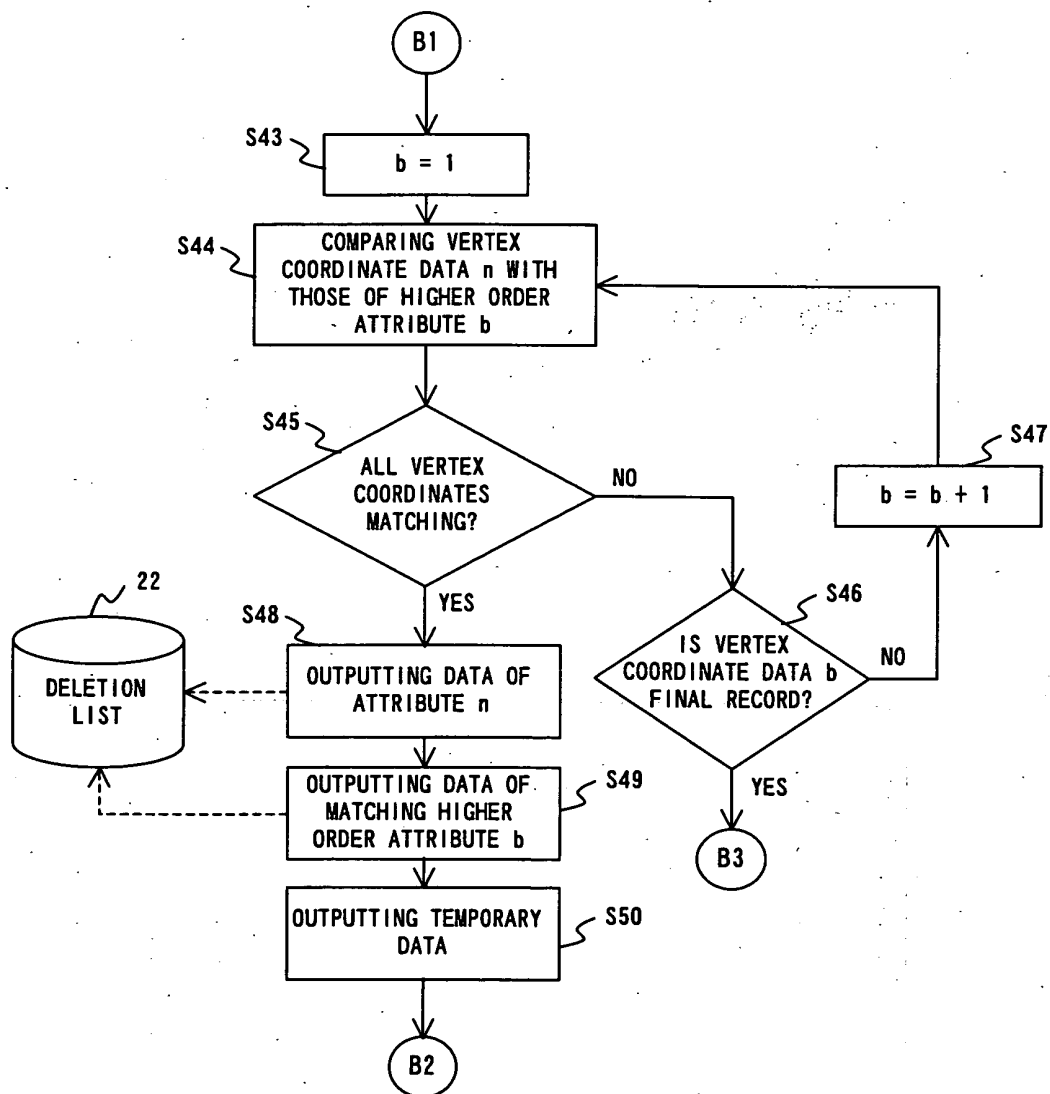 B1
S43
b = 1
S44
COMPARING VERTEX
COORDINATE DATA n WITH
THOSE OF HIGHER ORDER
ATTRIBUTE b
S45
ALL VERTEX
COORDINATES
MATCHING?
NO
YES
S47
b = b + 1
S46
IS VERTEX
COORDINATE DATA b
FINAL RECORD?
NO
YES
B3
22
DELETION
LIST
S48
OUTPUTTING DATA OF
ATTRIBUTE n
S49
OUTPUTTING DATA OF
MATCHING HIGHER
ORDER ATTRIBUTE b
S50
OUTPUTTING TEMPORARY
DATA
B2